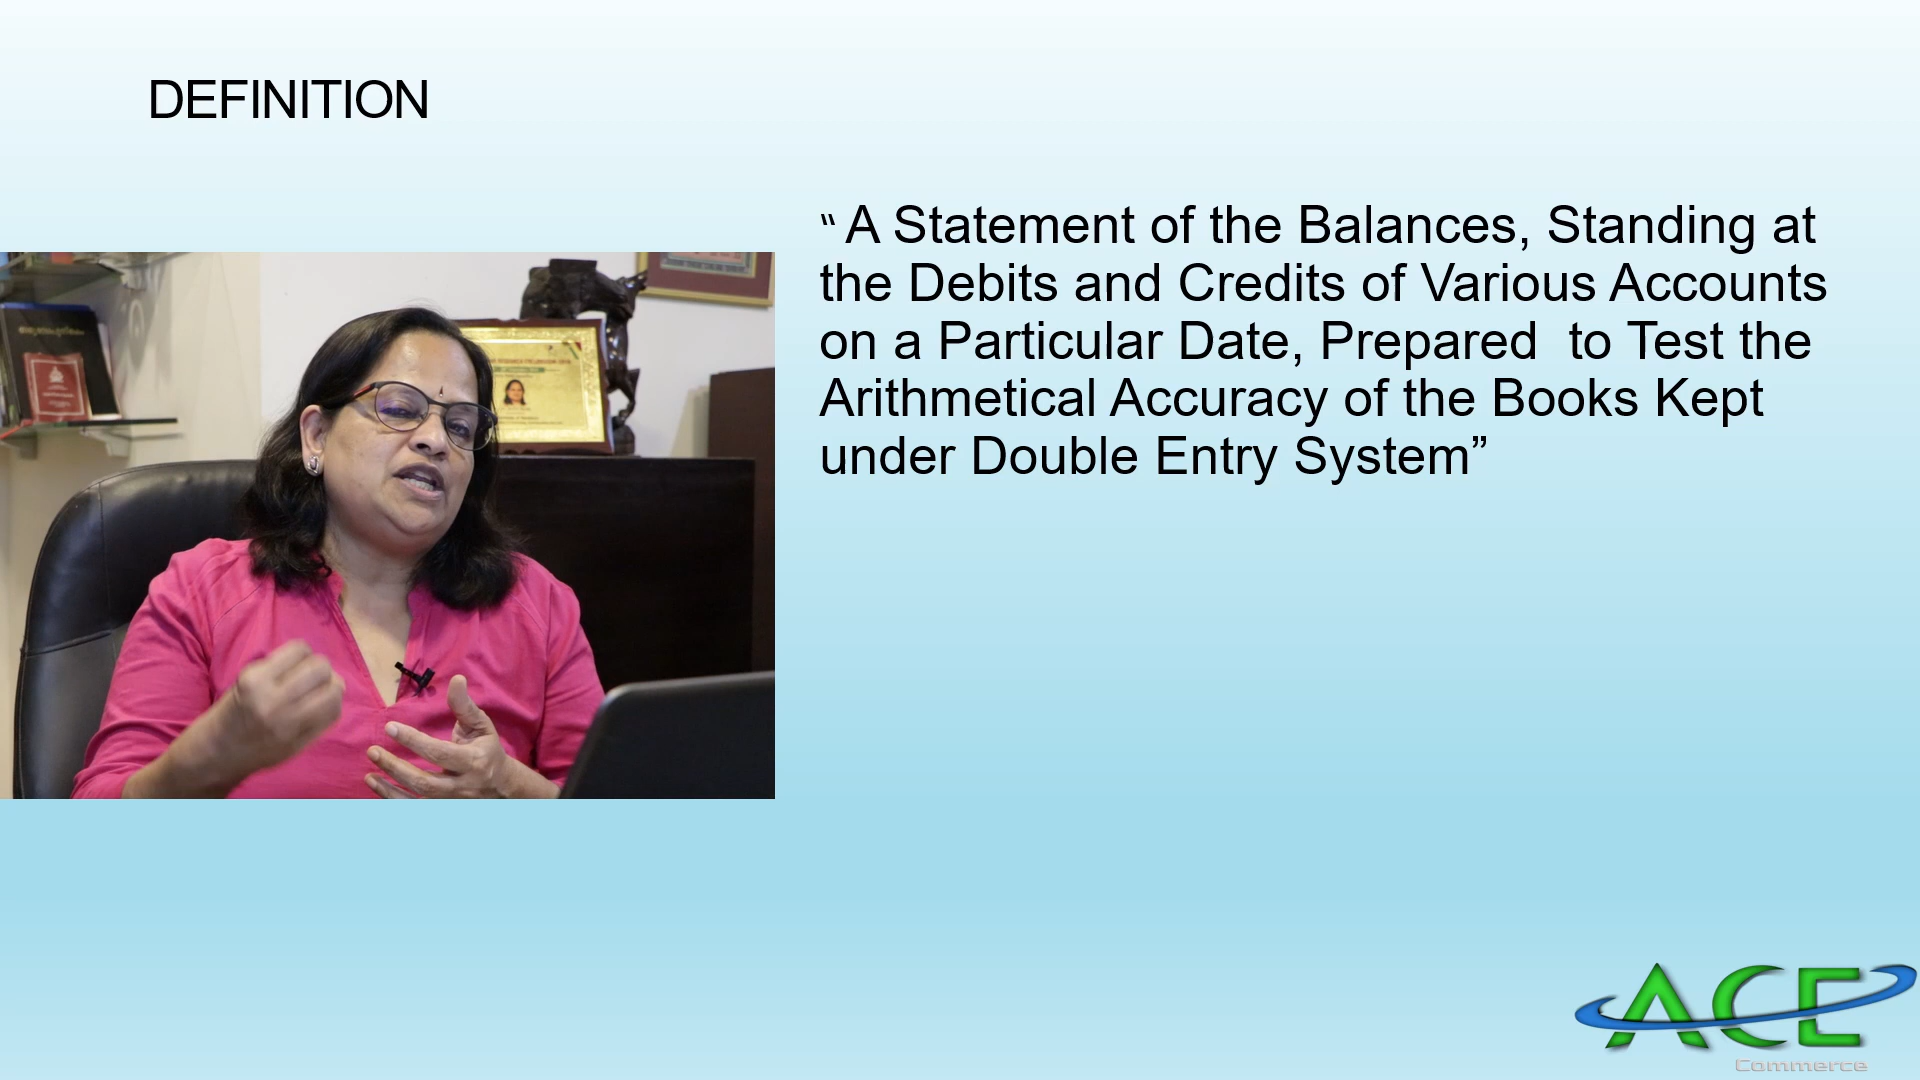 DEFINITION
“ A Statement of the Balances, Standing at
the Debits and Credits of Various Accounts
on a Particular Date, Prepared  to Test the
Arithmetical Accuracy of the Books Kept
under Double Entry System”
ACE
Commerce